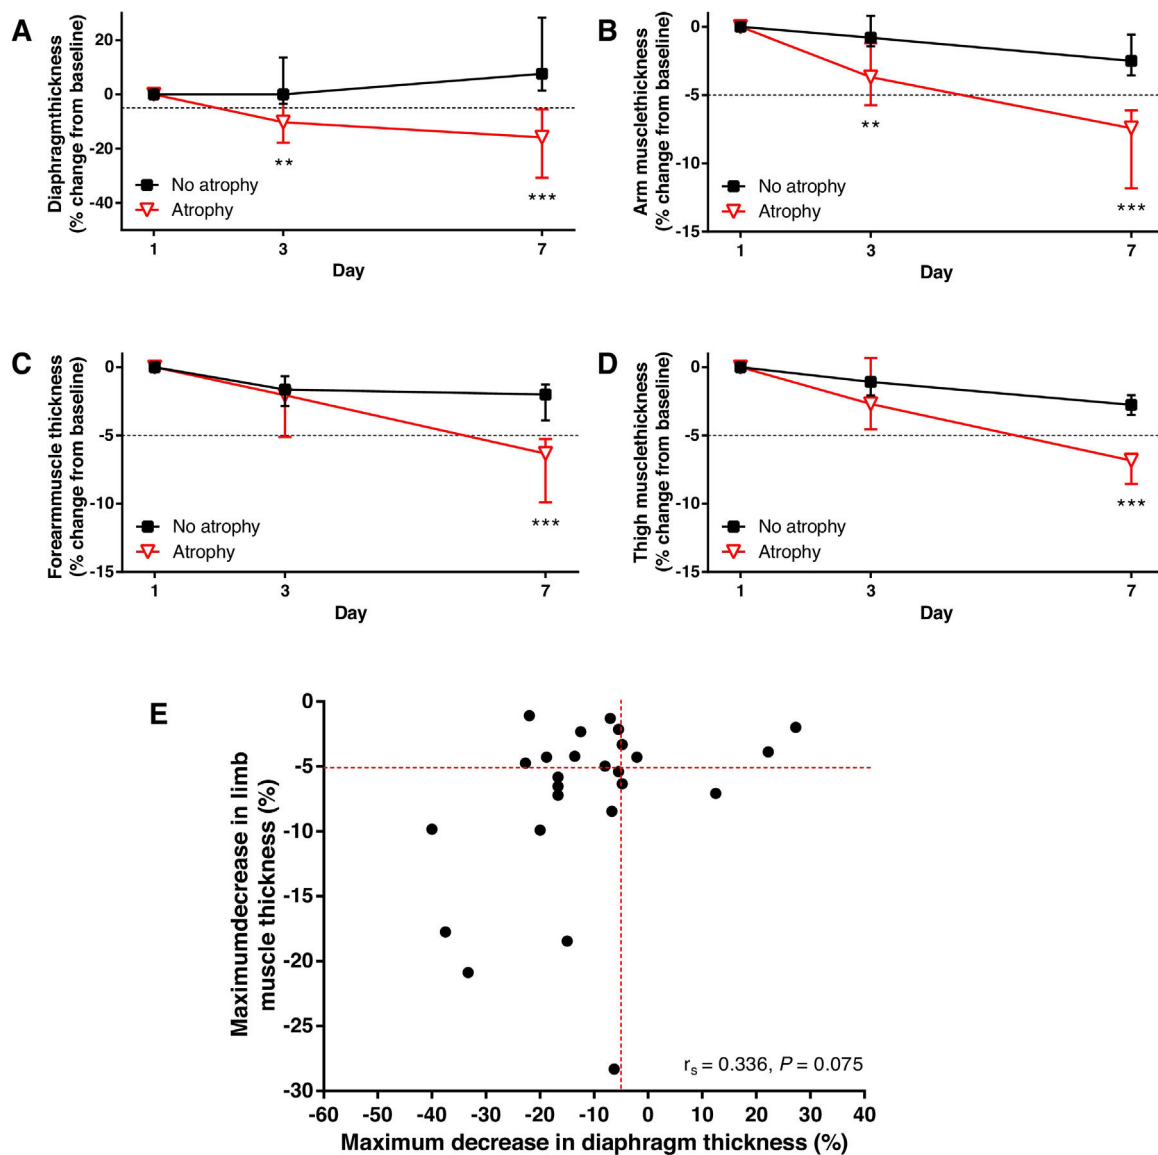 A
Diaphragmthickness
(% change from baseline)
20
0
-20
-40
**
***
No atrophy
Atrophy
1
3
7
Day
B
Arm musclethickness
(% change from baseline)
0
-5
-10
-15
**
***
No atrophy
Atrophy
1
3
7
Day
C
Forearmmuscle thickness
(% change from baseline)
0
-5
-10
-15
***
No atrophy
Atrophy
1
3
7
Day
D
Thigh musclethickness
(% change from baseline)
0
-5
-10
-15
***
No atrophy
Atrophy
1
3
7
Day
E
Maximumdecrease in limb
muscle thickness (%)
0
-5
-10
-15
-20
-25
-30
rs = 0.336, P = 0.075
-60
-50
-40
-30
-20
-10
0
10
20
30
40
Maximum decrease in diaphragm thickness (%)